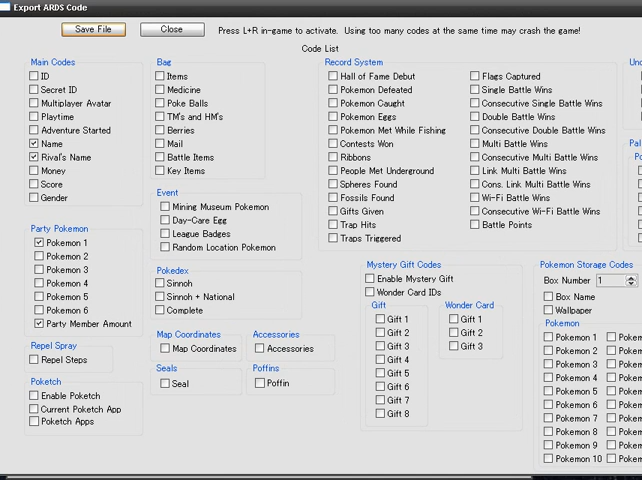 Export ARDS Code
Save File
Close
Press L+R in-game to activate. Using too many codes at the same time may crash the game!
Code List
Main Codes
ID
Secret ID
Multiplayer Avatar
Playtime
Adventure Started
Name
Rival's Name
Money
Score
Gender
Party Pokemon
Pokemon 1
Pokemon 2
Pokemon 3
Pokemon 4
Pokemon 5
Pokemon 6
Party Member Amount
Repel Spray
Repel Steps
Poketch
Enable Poketch
Current Poketch App
Poketch Apps
Bag
Items
Medicine
Poke Balls
TM's and HM's
Berries
Mail
Battle Items
Key Items
Event
Mining Museum Pokemon
Day-Care Egg
League Badges
Random Location Pokemon
Pokedex
Sinnoh
Sinnoh + National
Complete
Map Coordinates
Map Coordinates
Accessories
Accessories
Seals
Seal
Poffins
Poffin
Record System
Hall of Fame Debut
Pokemon Defeated
Pokemon Caught
Pokemon Eggs
Pokemon Met While Fishing
Contests Won
Ribbons
People Met Underground
Spheres Found
Fossils Found
Gifts Given
Trap Hits
Traps Triggered
Flags Captured
Single Battle Wins
Consecutive Single Battle Wins
Double Battle Wins
Consecutive Double Battle Wins
Multi Battle Wins
Consecutive Multi Battle Wins
Link Multi Battle Wins
Cons. Link Multi Battle Wins
Wi-Fi Battle Wins
Consecutive Wi-Fi Battle Wins
Battle Points
Mystery Gift Codes
Enable Mystery Gift
Wonder Card IDs
Gift
Gift 1
Gift 2
Gift 3
Gift 4
Gift 5
Gift 6
Gift 7
Gift 8
Wonder Card
Gift 1
Gift 2
Gift 3
Un
Pal
Po
Pokemon Storage Codes
Box Number 1
Box Name
Wallpaper
Pokemon
Pokemon 1
Pokemon 2
Pokemon 3
Pokemon 4
Pokemon 5
Pokemon 6
Pokemon 7
Pokemon 8
Pokemon 9
Pokemon 10
Pokem
Pokem
Pokem
Pokem
Pokem
Pokem
Pokem
Pokem
Pokem
Pokem